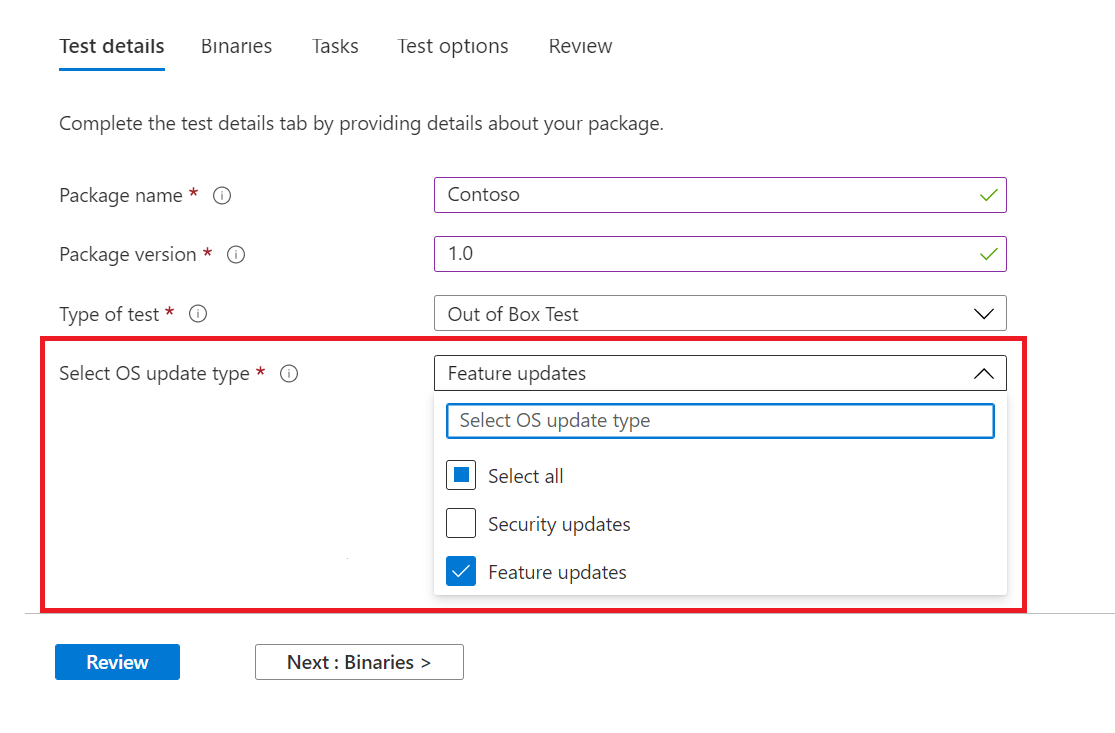 Test details Binaries Tasks Test options Review
Complete the test details tab by providing details about your package.
Package name * Contoso
Package version * 1.0
Type of test * Out of Box Test
Select OS update type * Feature updates
Select OS update type
Select all
Security updates
Feature updates
Review Next : Binaries >